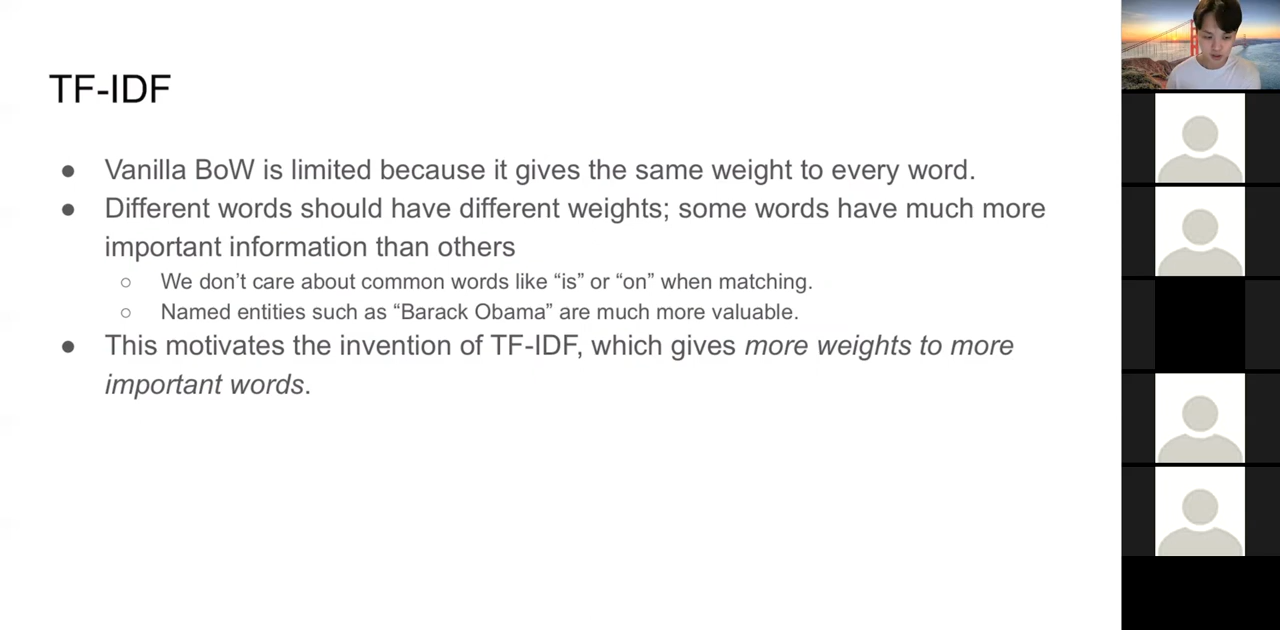 TF-IDF
● Vanilla BoW is limited because it gives the same weight to every word.
● Different words should have different weights; some words have much more
important information than others
○ We don’t care about common words like “is” or “on” when matching.
○ Named entities such as “Barack Obama” are much more valuable.
● This motivates the invention of TF-IDF, which gives more weights to more
important words.